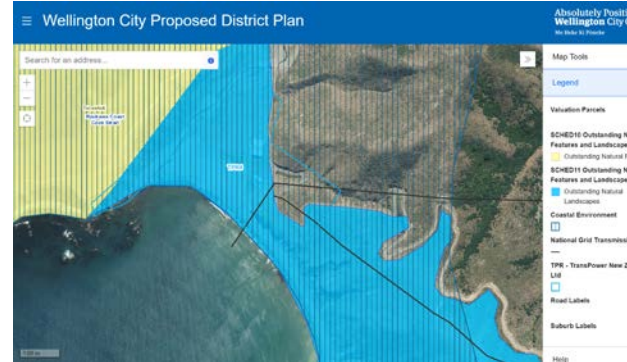 Wellington City Proposed District Plan
Absolutely Positi
Wellington City C
Me Heke Ki Pōneke
Search for an address...
Map Tools
Legend
Valuation Parcels
SCHED10 Outstanding N
Features and Landscape
Outstanding Natural F
SCHED11 Outstanding N
Features and Landscape
Outstanding Natural
Landscapes
Coastal Environment
National Grid Transmissi
TPR - TransPower New Z
Ltd
Road Labels
Suburb Labels
Help